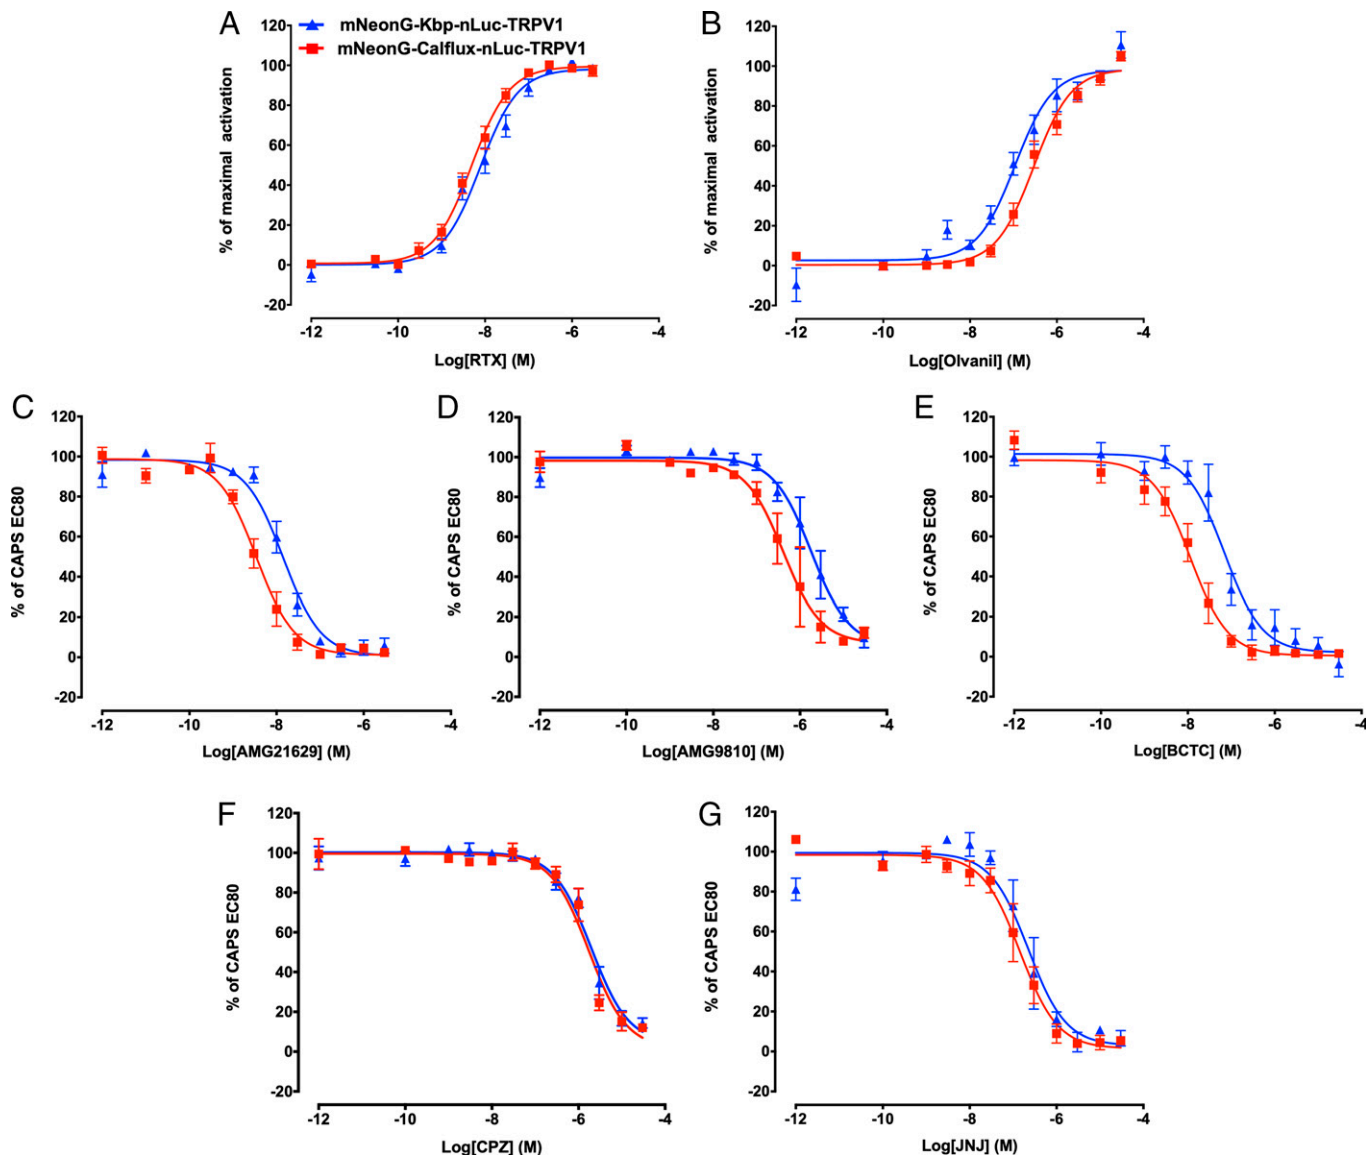 A
mNeonG-Kbp-nLuc-TRPV1
mNeonG-Calflux-nLuc-TRPV1
% of maximal activation
120
100
80
60
40
20
0
-20
-12 -10 -8 -6 -4
Log[RTX] (M)
B
% of maximal activation
120
100
80
60
40
20
0
-20
-12 -10 -8 -6 -4
Log[Olvanil] (M)
C
% of CAPS EC80
120
100
80
60
40
20
0
-20
-12 -10 -8 -6 -4
Log[AMG21629] (M)
D
% of CAPS EC80
120
100
80
60
40
20
0
-20
-12 -10 -8 -6 -4
Log[AMG9810] (M)
E
% of CAPS EC80
120
100
80
60
40
20
0
-20
-12 -10 -8 -6 -4
Log[BCTC] (M)
F
% of CAPS EC80
120
100
80
60
40
20
0
-20
-12 -10 -8 -6 -4
Log[CPZ] (M)
G
% of CAPS EC80
120
100
80
60
40
20
0
-20
-12 -10 -8 -6 -4
Log[JNJ] (M)